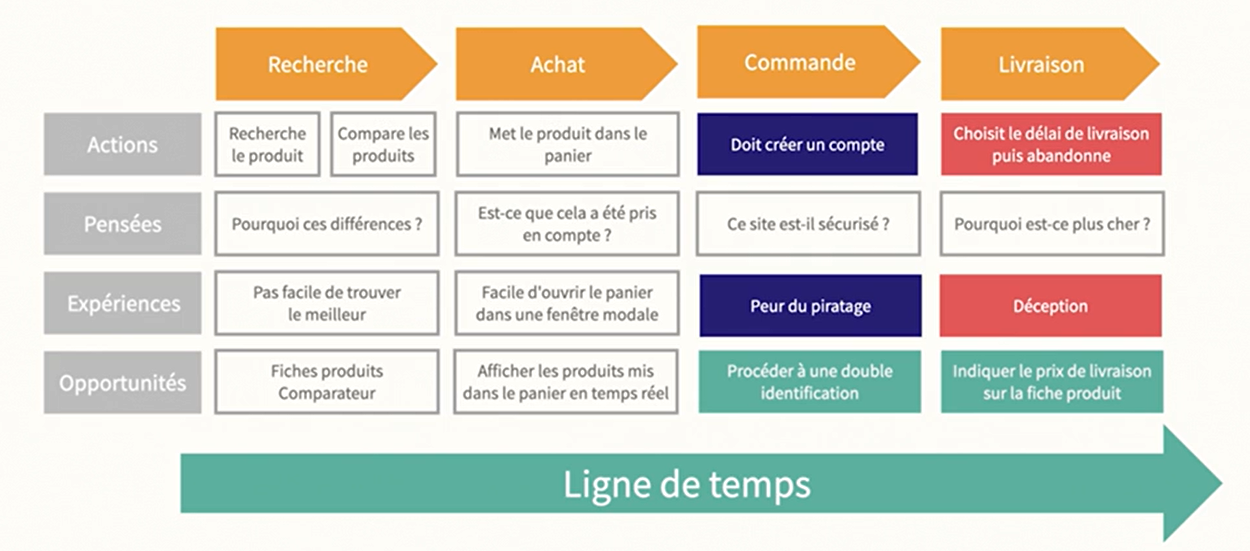 Recherche
Achat
Commande
Livraison
Actions
Recherche
le produit
Compare les
produits
Met le produit dans le
panier
Doit créer un compte
Choisit le délai de livraison
puis abandonne
Pensées
Pourquoi ces différences ?
Est-ce que cela a été pris
en compte ?
Ce site est-il sécurisé ?
Pourquoi est-ce plus cher ?
Expériences
Pas facile de trouver
le meilleur
Facile d'ouvrir le panier
dans une fenêtre modale
Peur du piratage
Déception
Opportunités
Fiches produits
Comparateur
Afficher les produits mis
dans le panier en temps réel
Procéder à une double
identification
Indiquer le prix de livraison
sur la fiche produit
Ligne de temps